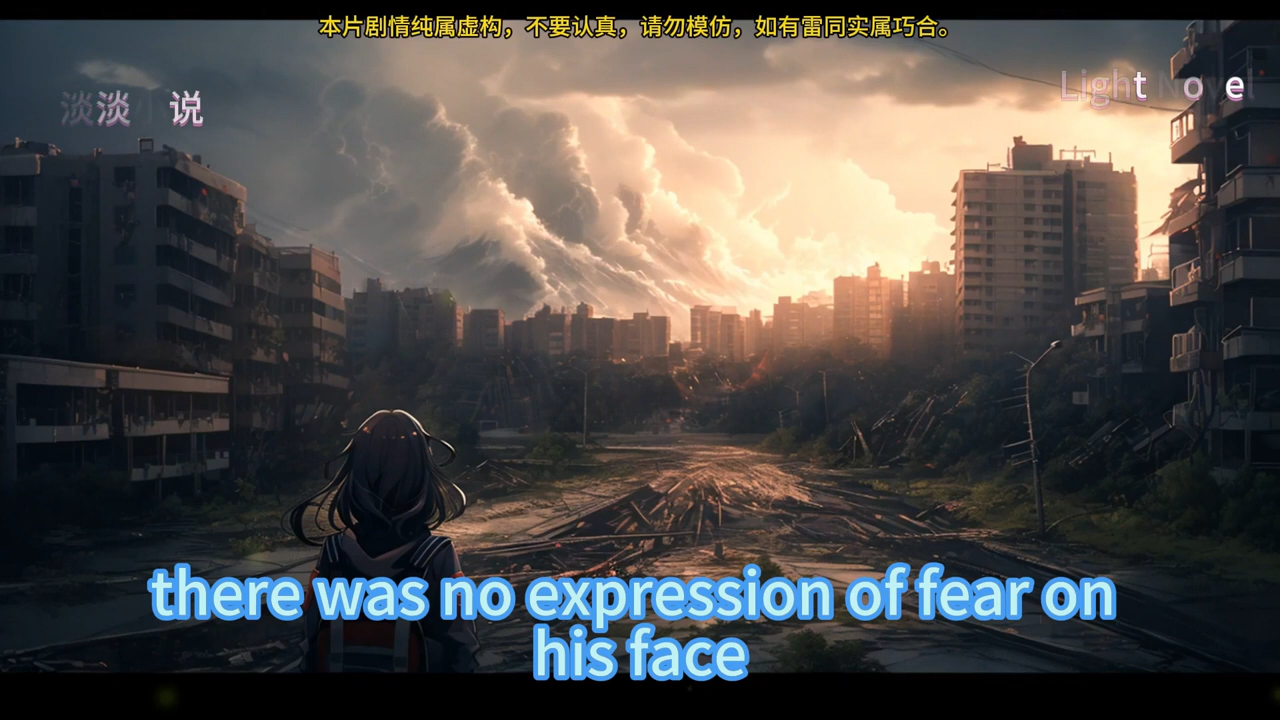 本片剧情纯属虚构，不要认真，请勿模仿，如有雷同实属巧合。
淡淡小说
Light Novel
there was no expression of fear on
his face